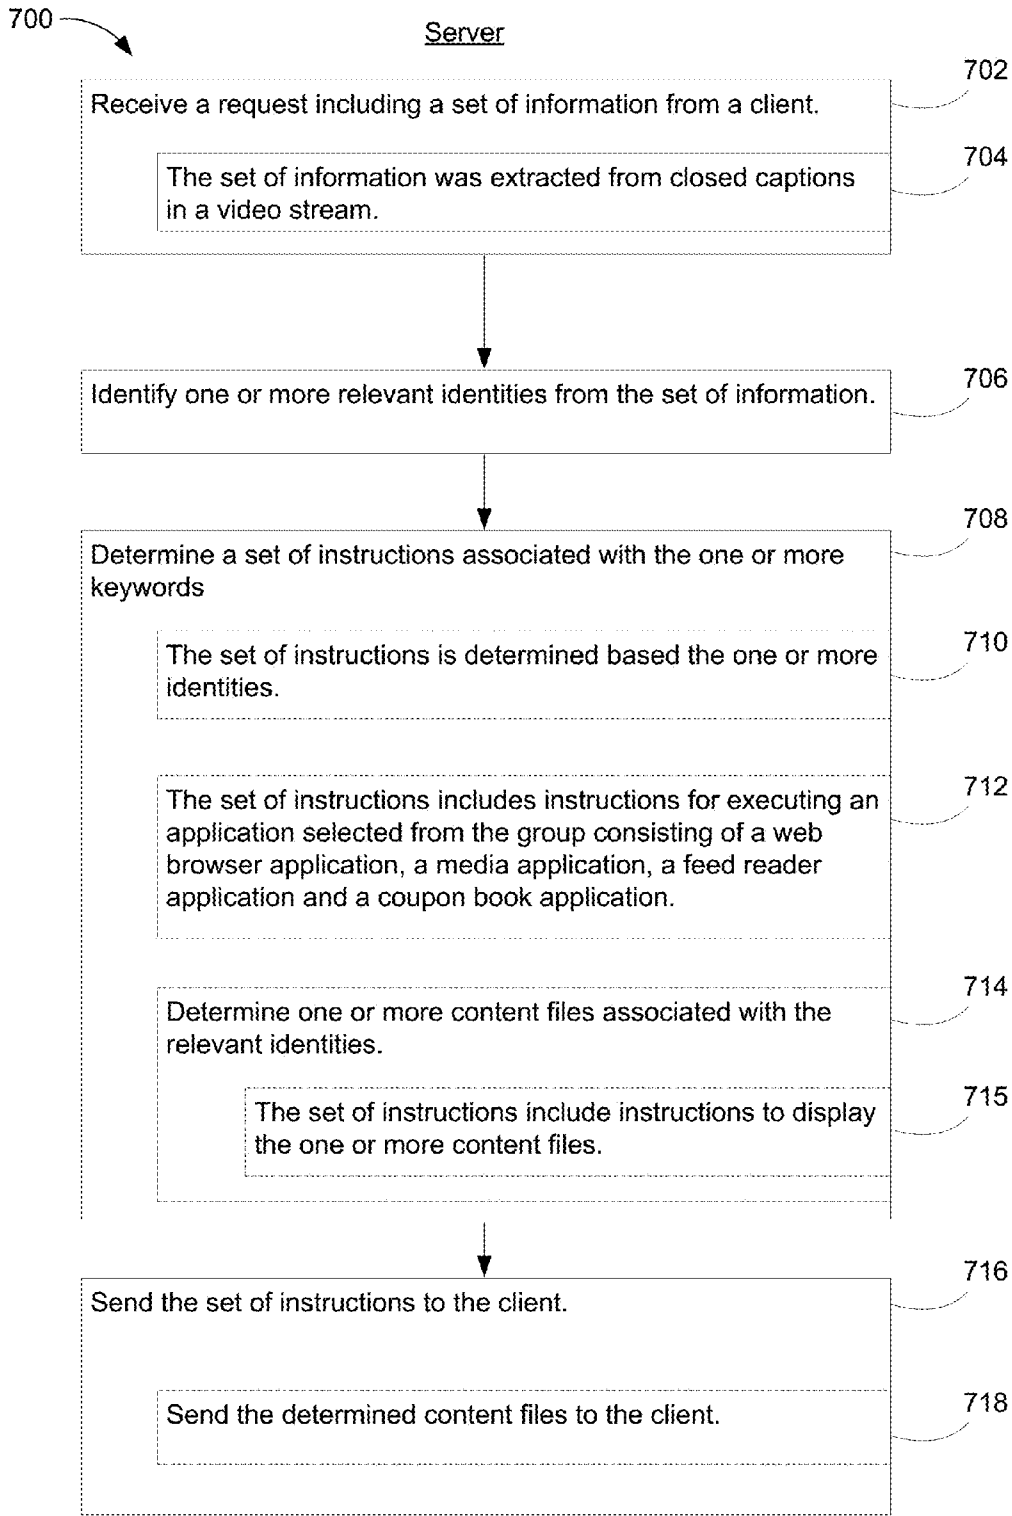 700
Server
702
Receive a request including a set of information from a client.
704
The set of information was extracted from closed captions
in a video stream.
706
Identify one or more relevant identities from the set of information.
708
Determine a set of instructions associated with the one or more
keywords
710
The set of instructions is determined based the one or more
identities.
712
The set of instructions includes instructions for executing an
application selected from the group consisting of a web
browser application, a media application, a feed reader
application and a coupon book application.
714
Determine one or more content files associated with the
relevant identities.
715
The set of instructions include instructions to display
the one or more content files.
716
Send the set of instructions to the client.
718
Send the determined content files to the client.